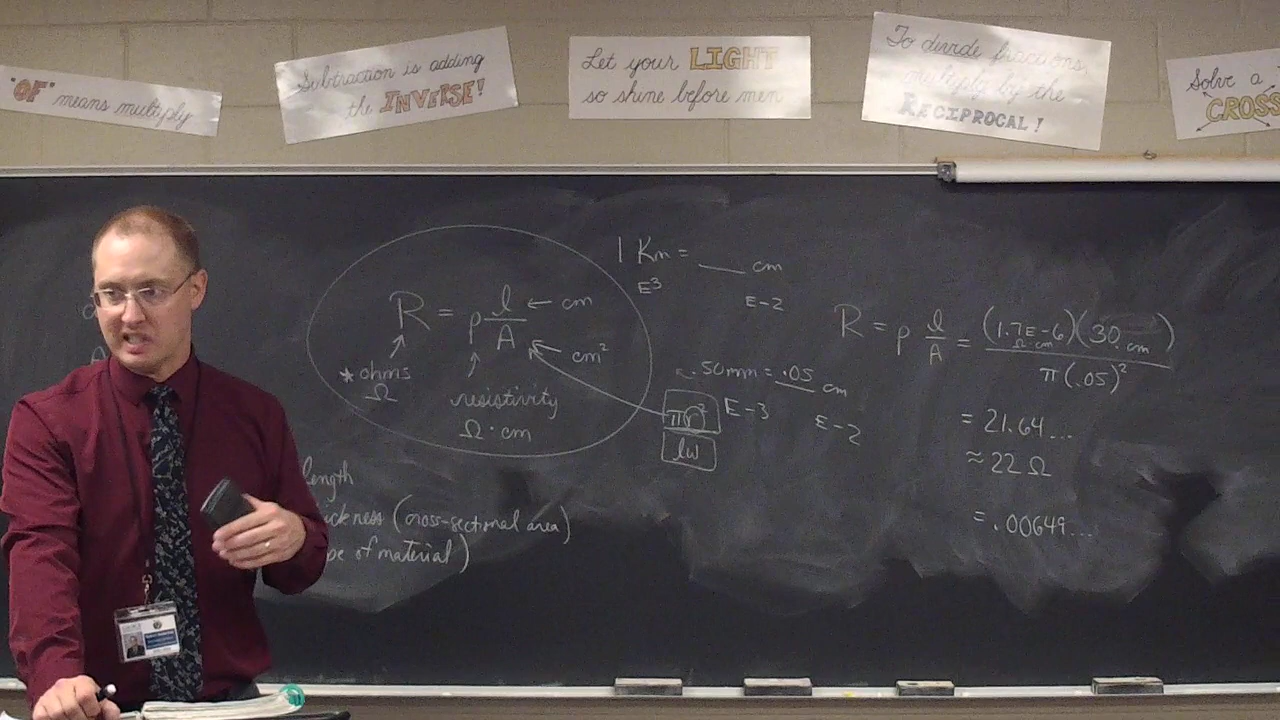 "OF" means multiply
Subtraction is adding
the INVERSE!
Let your LIGHT
so shine before men
To divide fractions,
multiply by the
RECIPROCAL!
Solve a
CROSS
R = ρ l/A ← cm
cm²
* ohms
Ω
resistivity
Ω·cm
length
ickness (cross-sectional area)
pe of material)
1 Km = ___ cm
E3 E-2
.50mm = .05 cm
E-3 E-2
πr²
lw
R = ρ l/A = (1.7E-6)(30. cm)
Ω·cm
π(.05)²
= 21.64...
≈ 22 Ω
= .00649...